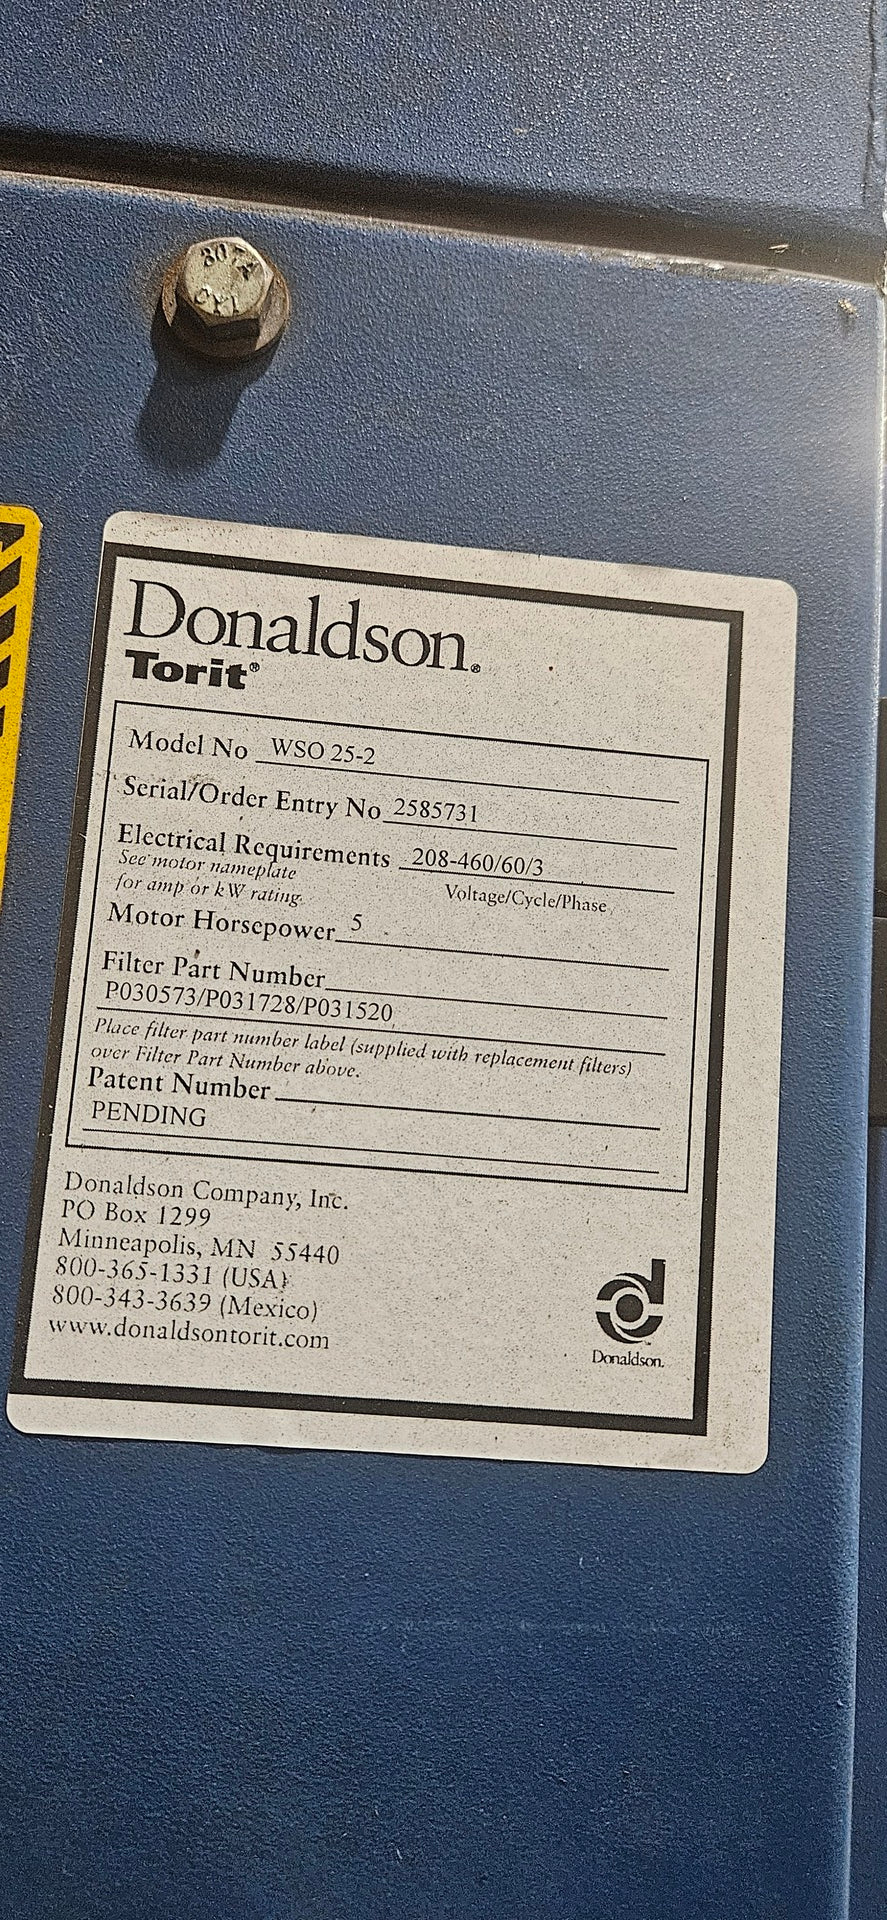 307A
CYI
Donaldson®
Torit®
Model No WSO 25-2
Serial/Order Entry No 2585731
Electrical Requirements 208-460/60/3
See motor nameplate
for amp or kW rating.
Voltage/Cycle/Phase
Motor Horsepower 5
Filter Part Number
P030573/P031728/P031520
Place filter part number label (supplied with replacement filters)
over Filter Part Number above.
Patent Number
PENDING
Donaldson Company, Inc.
PO Box 1299
Minneapolis, MN 55440
800-365-1331 (USA)
800-343-3639 (Mexico)
www.donaldsontorit.com
Donaldson.